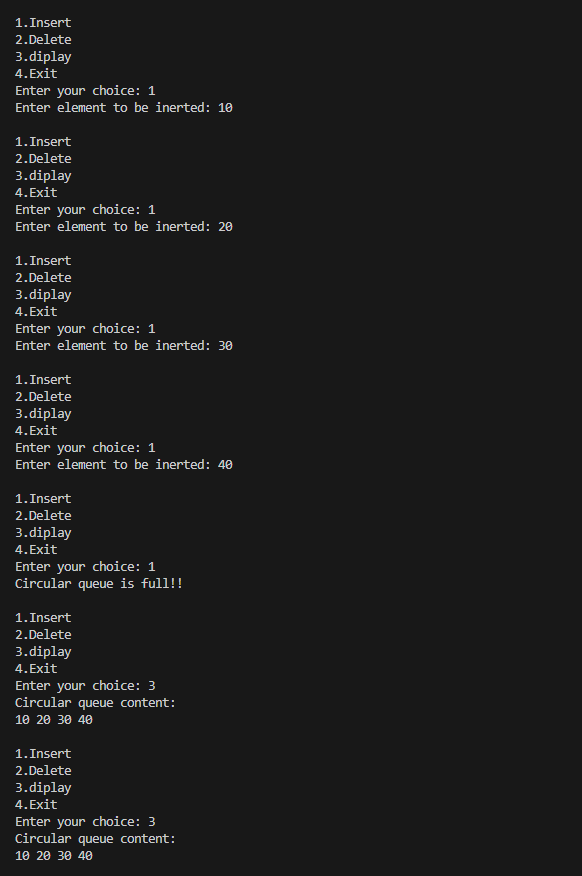 1.Insert
2.Delete
3.diplay
4.Exit
Enter your choice: 1
Enter element to be inerted: 10
1.Insert
2.Delete
3.diplay
4.Exit
Enter your choice: 1
Enter element to be inerted: 20
1.Insert
2.Delete
3.diplay
4.Exit
Enter your choice: 1
Enter element to be inerted: 30
1.Insert
2.Delete
3.diplay
4.Exit
Enter your choice: 1
Enter element to be inerted: 40
1.Insert
2.Delete
3.diplay
4.Exit
Enter your choice: 1
Circular queue is full!!
1.Insert
2.Delete
3.diplay
4.Exit
Enter your choice: 3
Circular queue content:
10 20 30 40
1.Insert
2.Delete
3.diplay
4.Exit
Enter your choice: 3
Circular queue content:
10 20 30 40